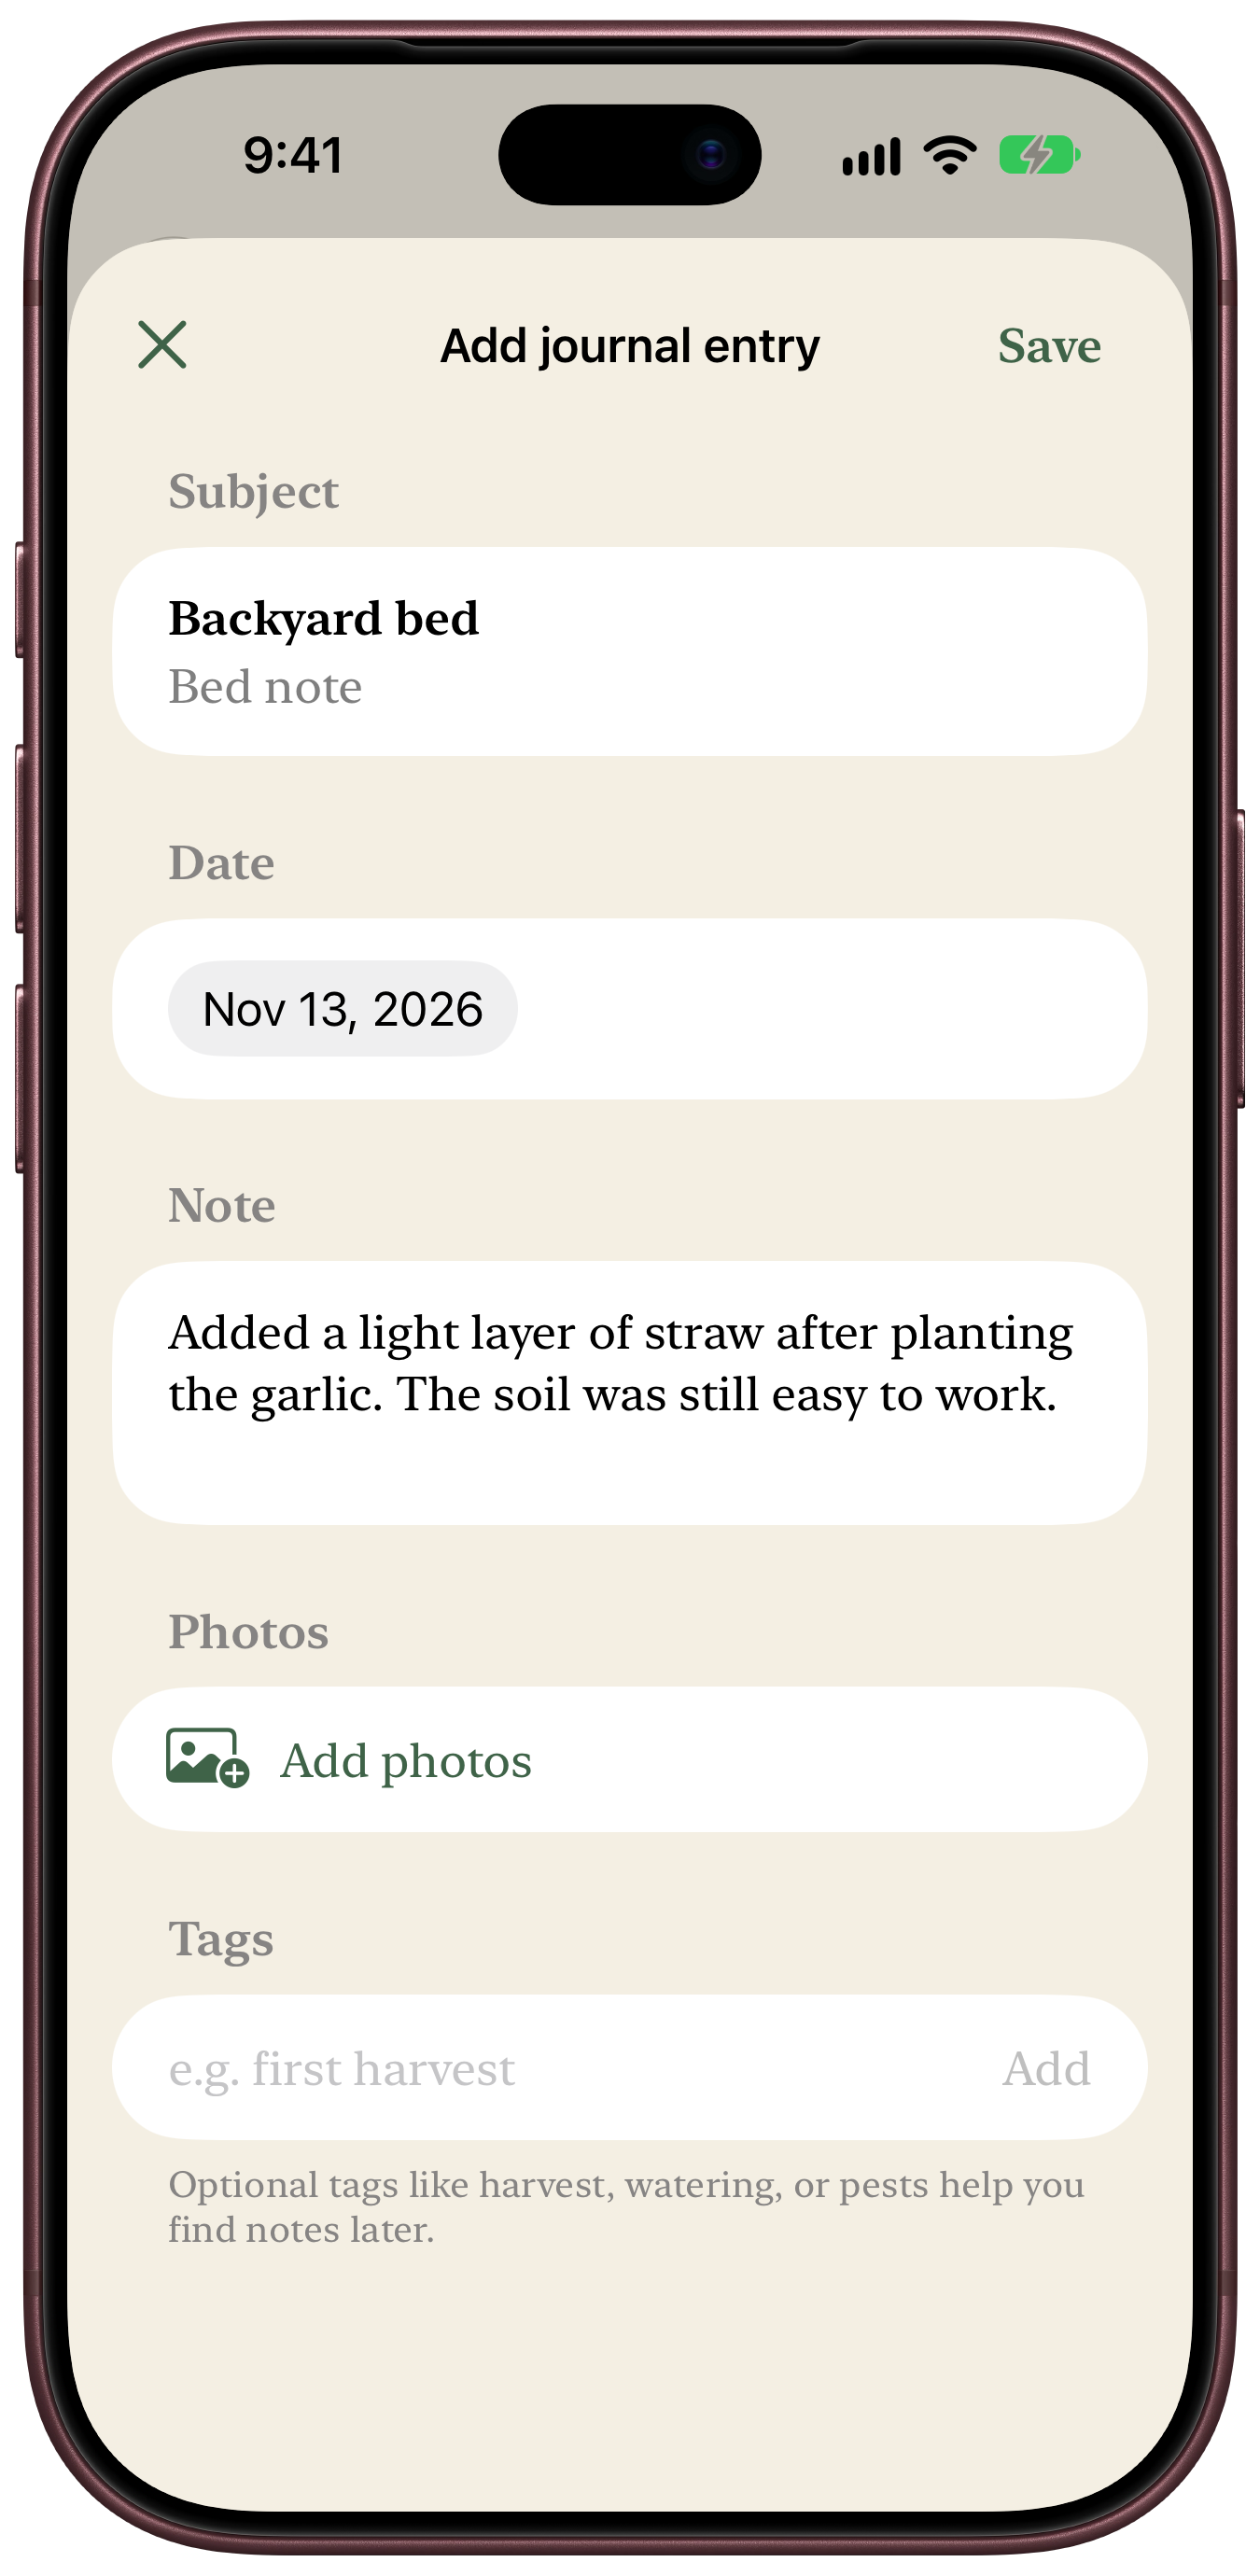 9:41
Add journal entry
Save
Subject
Backyard bed
Bed note
Date
Nov 13, 2026
Note
Added a light layer of straw after planting
the garlic. The soil was still easy to work.
Photos
Add photos
Tags
e.g. first harvest
Add
Optional tags like harvest, watering, or pests help you
find notes later.